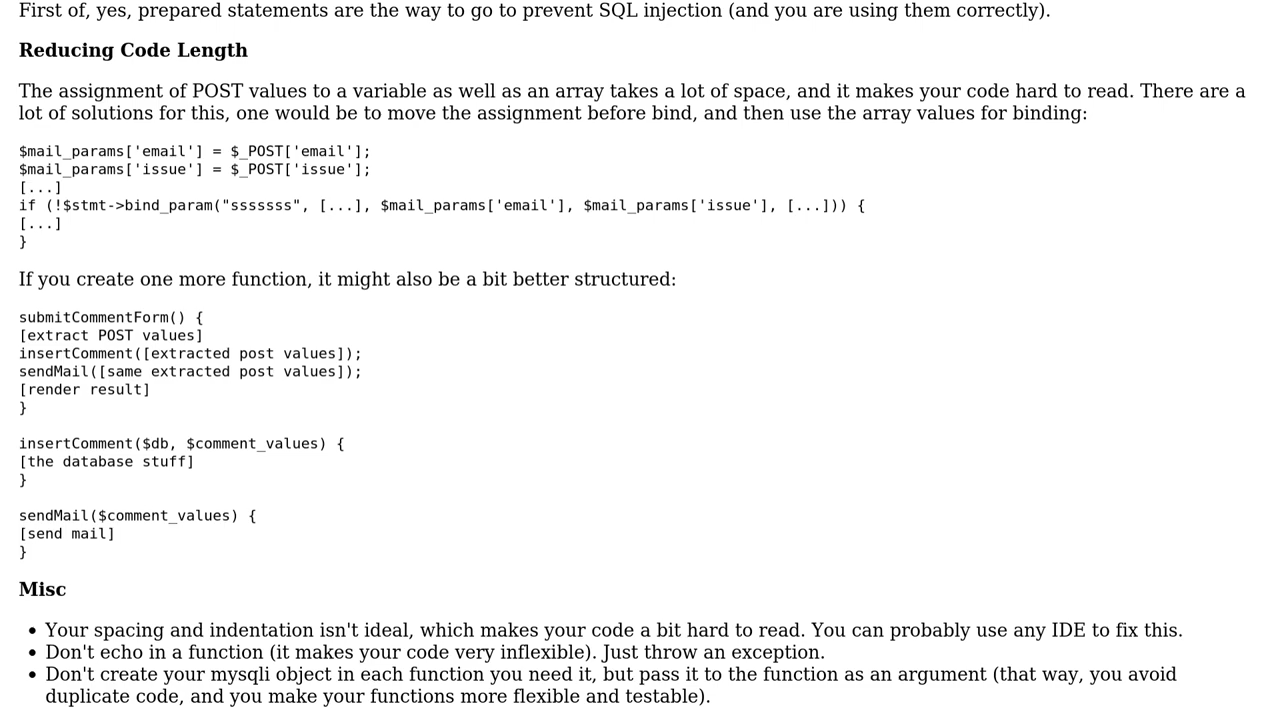 First of, yes, prepared statements are the way to go to prevent SQL injection (and you are using them correctly).
Reducing Code Length
The assignment of POST values to a variable as well as an array takes a lot of space, and it makes your code hard to read. There are a
lot of solutions for this, one would be to move the assignment before bind, and then use the array values for binding:
$mail_params['email'] = $_POST['email'];
$mail_params['issue'] = $_POST['issue'];
[...]
if (!$stmt->bind_param("sssssss", [...], $mail_params['email'], $mail_params['issue'], [...])) {
[...]
}
If you create one more function, it might also be a bit better structured:
submitCommentForm() {
[extract POST values]
insertComment([extracted post values]);
sendMail([same extracted post values]);
[render result]
}
insertComment($db, $comment_values) {
[the database stuff]
}
sendMail($comment_values) {
[send mail]
}
Misc
• Your spacing and indentation isn't ideal, which makes your code a bit hard to read. You can probably use any IDE to fix this.
• Don't echo in a function (it makes your code very inflexible). Just throw an exception.
• Don't create your mysqli object in each function you need it, but pass it to the function as an argument (that way, you avoid
duplicate code, and you make your functions more flexible and testable).